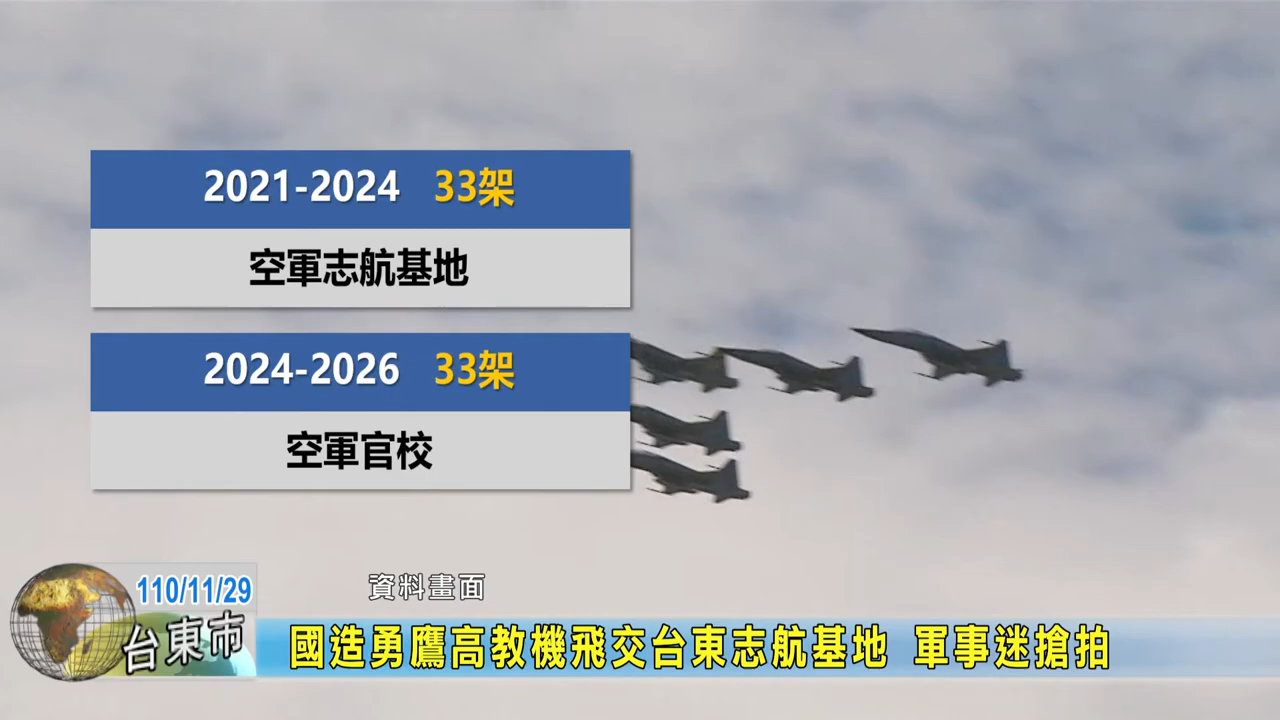 2021-2024 33架
空軍志航基地
2024-2026 33架
空軍官校
110/11/29
資料畫面
台東市
國造勇鷹高教機飛交台東志航基地 軍事迷搶拍